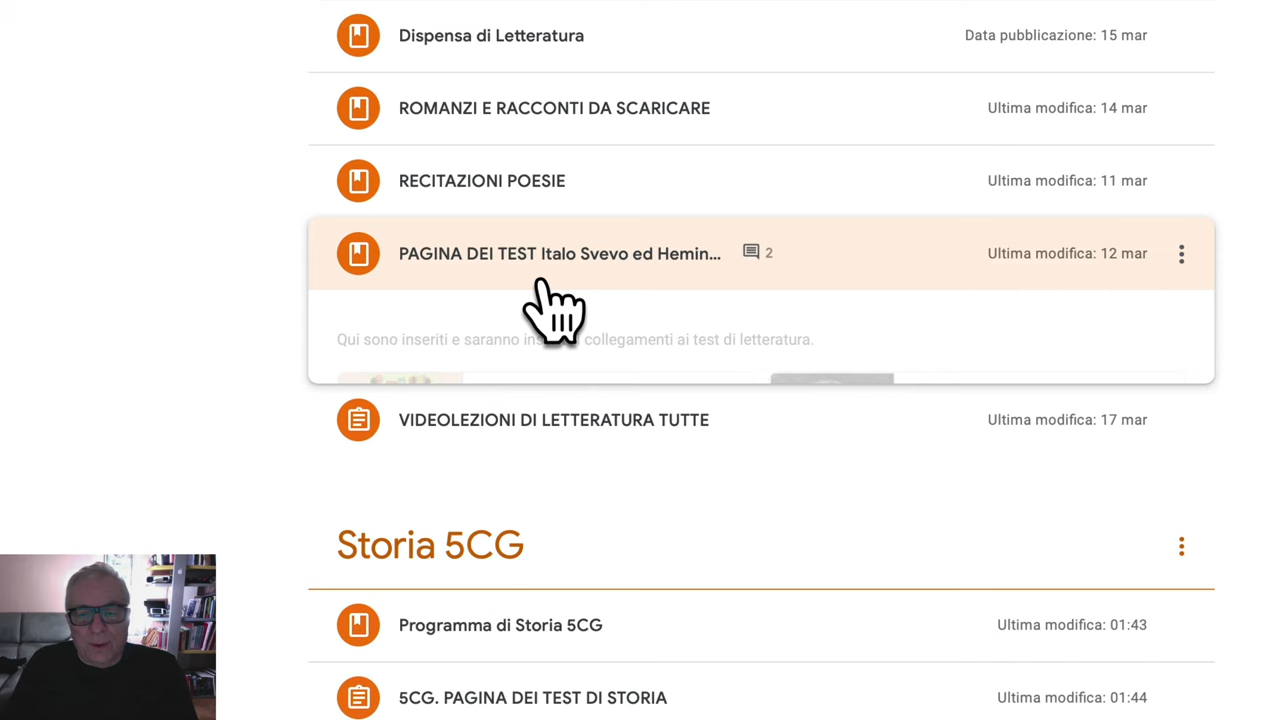 Dispensa di Letteratura
Data pubblicazione: 15 mar
ROMANZI E RACCONTI DA SCARICARE
Ultima modifica: 14 mar
RECITAZIONI POESIE
Ultima modifica: 11 mar
PAGINA DEI TEST Italo Svevo ed Hemin...
2
Ultima modifica: 12 mar
Qui sono inseriti e saranno collegamenti ai test di letteratura.
VIDEOLEZIONI DI LETTERATURA TUTTE
Ultima modifica: 17 mar
Storia 5CG
Programma di Storia 5CG
Ultima modifica: 01:43
5CG. PAGINA DEI TEST DI STORIA
Ultima modifica: 01:44